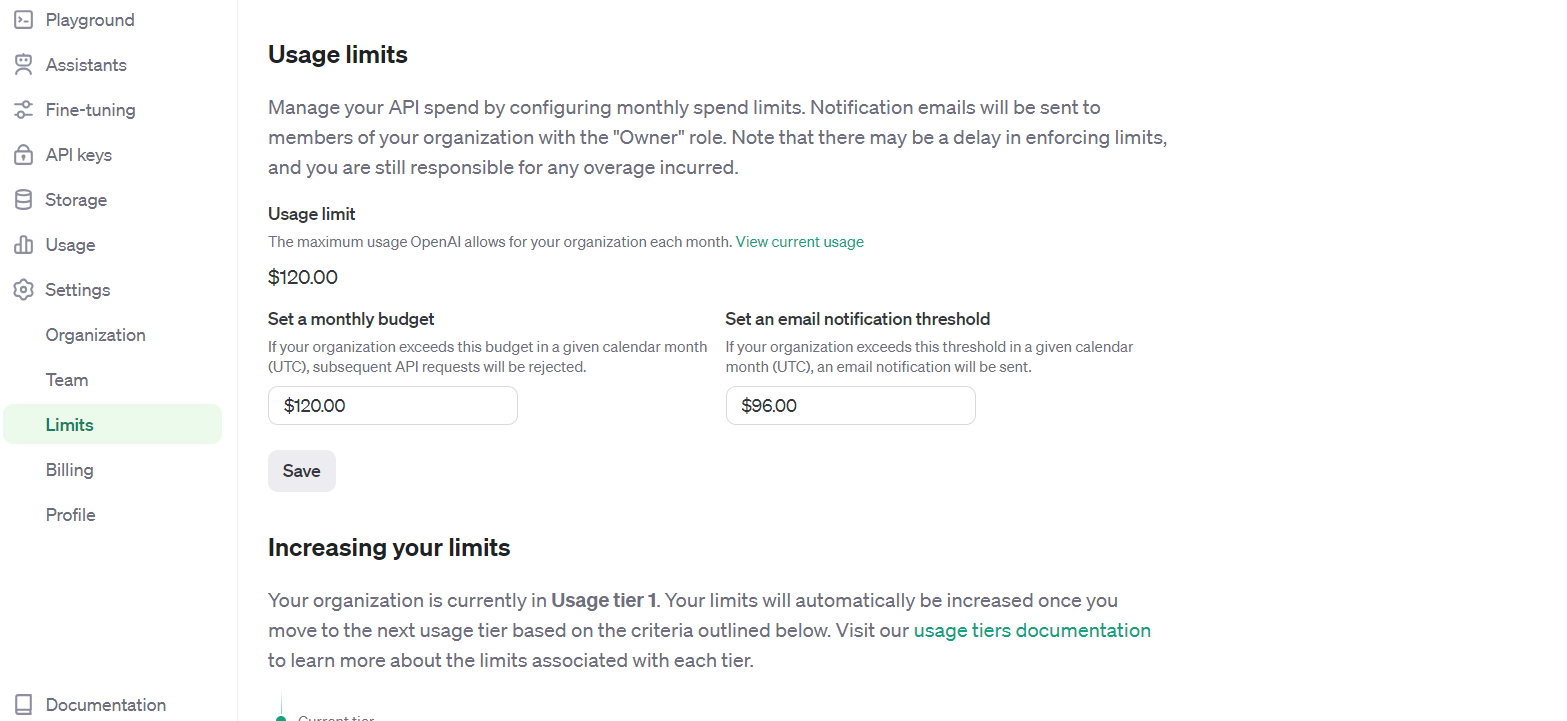 Playground
Assistants
Fine-tuning
API keys
Storage
Usage
Settings
Organization
Team
Limits
Billing
Profile
Documentation
Usage limits
Manage your API spend by configuring monthly spend limits. Notification emails will be sent to
members of your organization with the "Owner" role. Note that there may be a delay in enforcing limits,
and you are still responsible for any overage incurred.
Usage limit
The maximum usage OpenAI allows for your organization each month. View current usage
$120.00
Set a monthly budget
If your organization exceeds this budget in a given calendar month
(UTC), subsequent API requests will be rejected.
$120.00
Set an email notification threshold
If your organization exceeds this threshold in a given calendar
month (UTC), an email notification will be sent.
$96.00
Save
Increasing your limits
Your organization is currently in Usage tier 1. Your limits will automatically be increased once you
move to the next usage tier based on the criteria outlined below. Visit our usage tiers documentation
to learn more about the limits associated with each tier.
Current tier